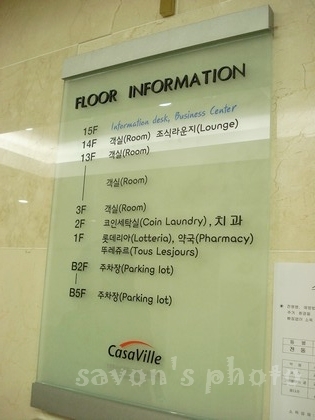 FLOOR INFORMATION
15F Information desk, Business Center
14F 객실(Room) 조식라운지(Lounge)
13F 객실(Room)
객실(Room)
3F 객실(Room)
2F 코인세탁실(Coin Laundry), 치과
1F 롯데리아(Lotteria), 약국(Pharmacy)
뚜레쥬르(Tous Lesjours)
B2F 주차장(Parking lot)
B5F 주차장(Parking lot)
CasaVille
savon's photo